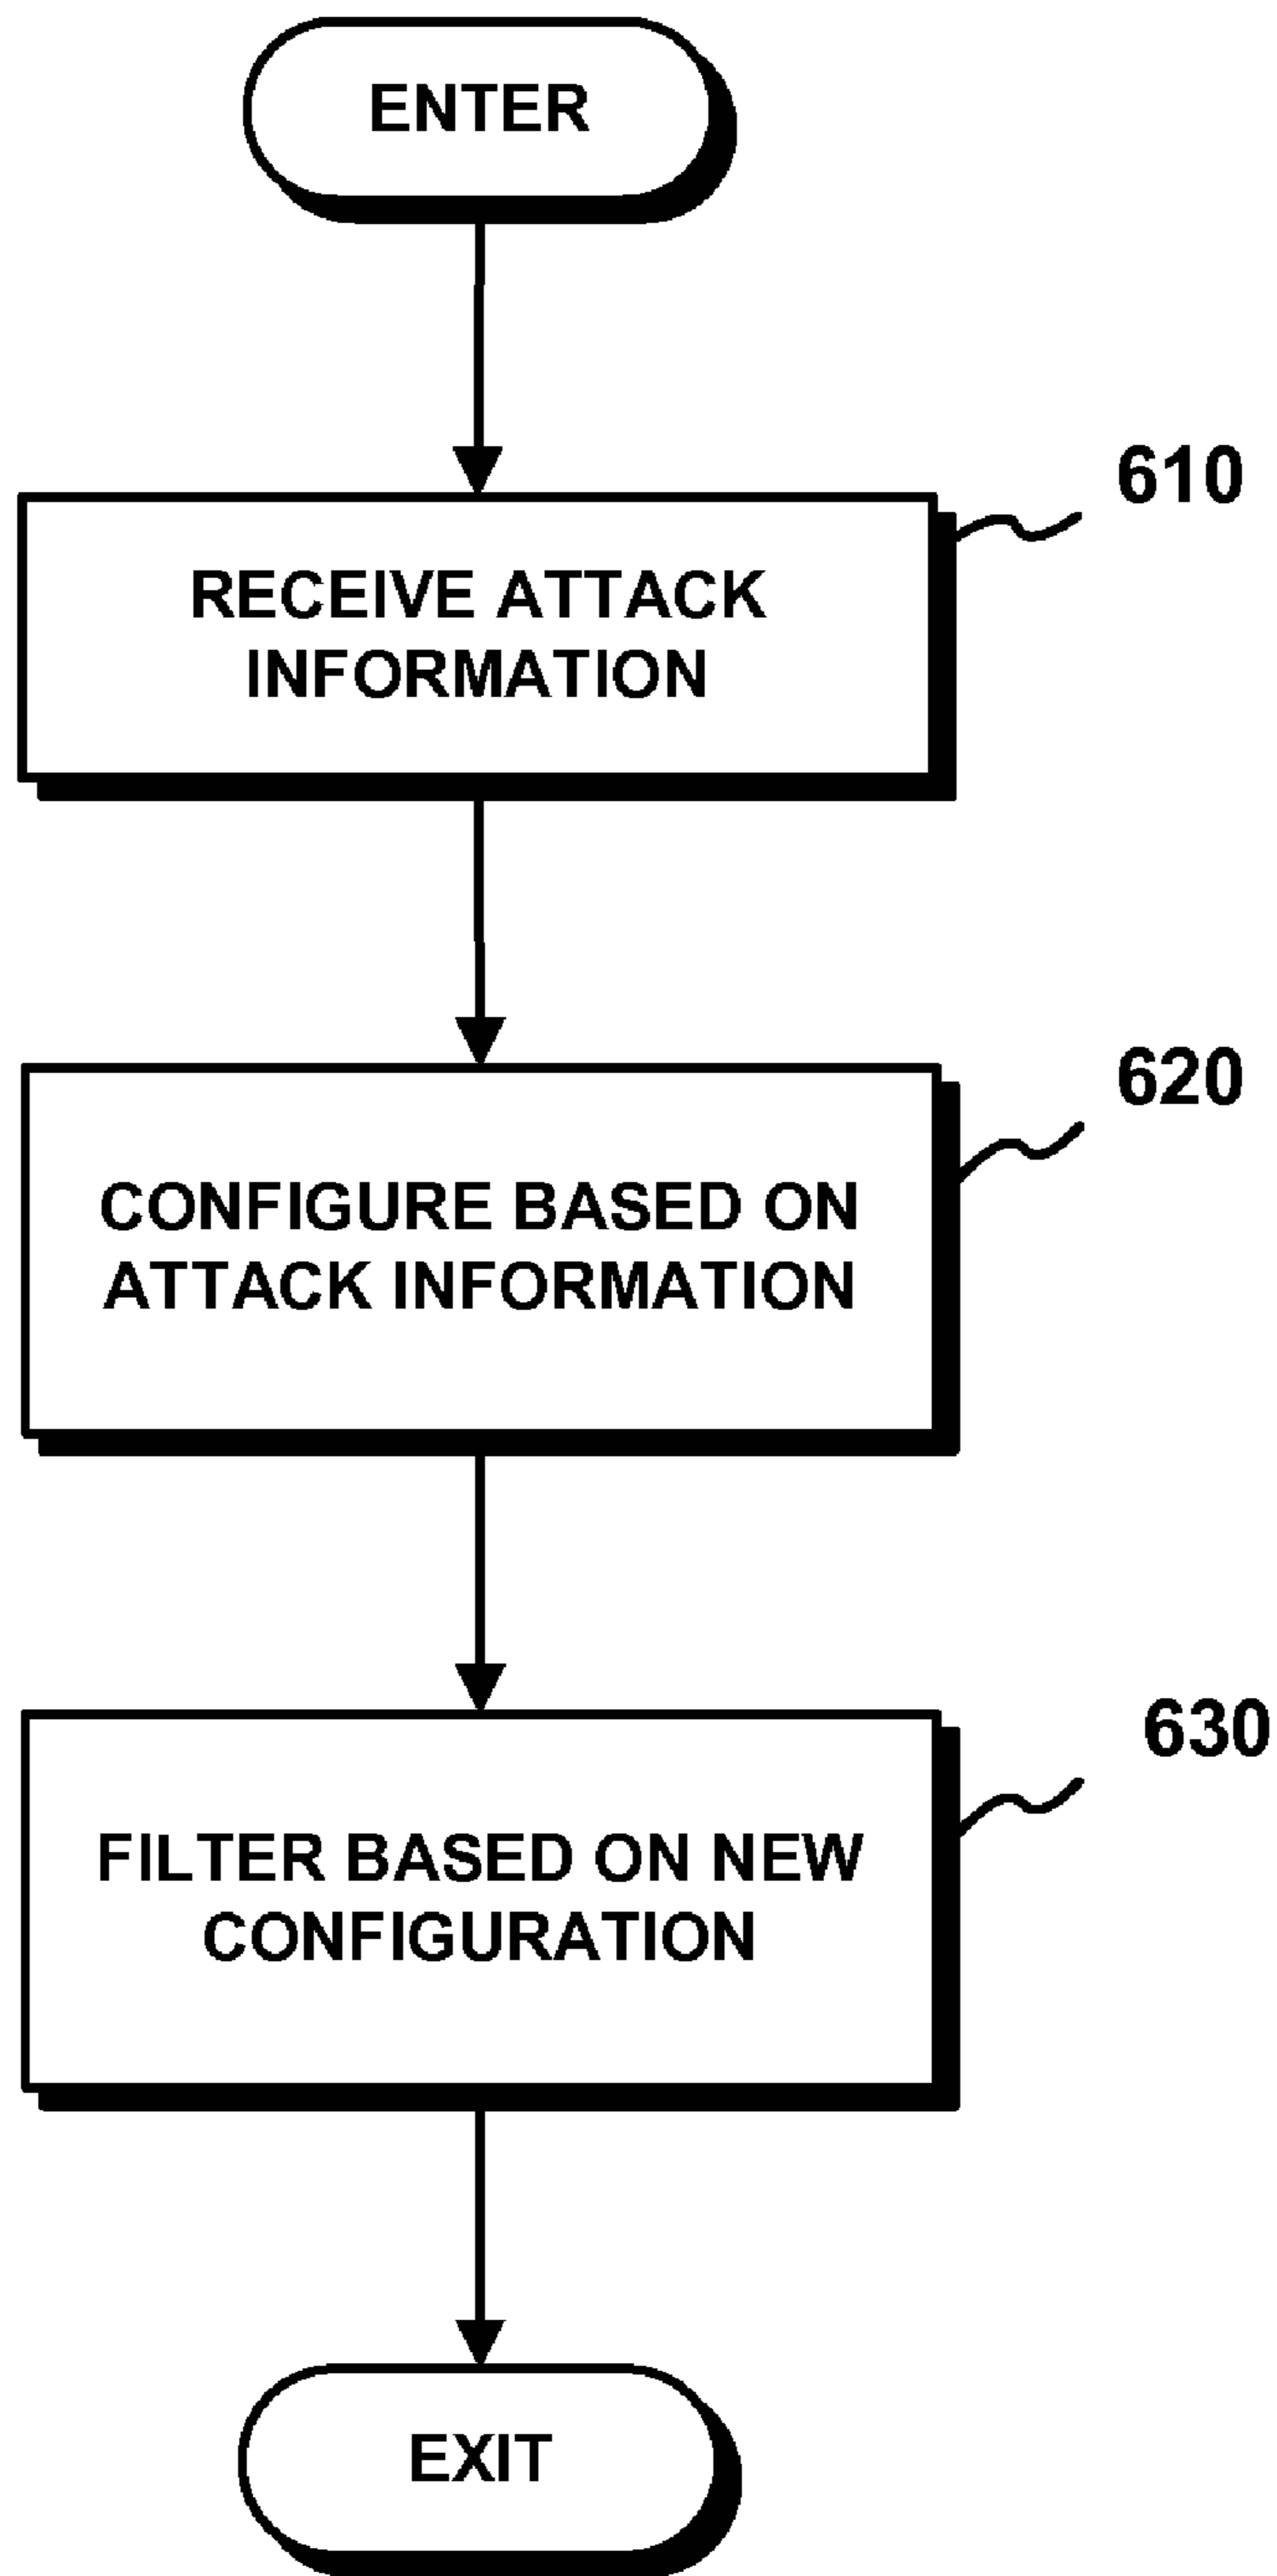 ENTER
610
RECEIVE ATTACK
INFORMATION
620
CONFIGURE BASED ON
ATTACK INFORMATION
630
FILTER BASED ON NEW
CONFIGURATION
EXIT